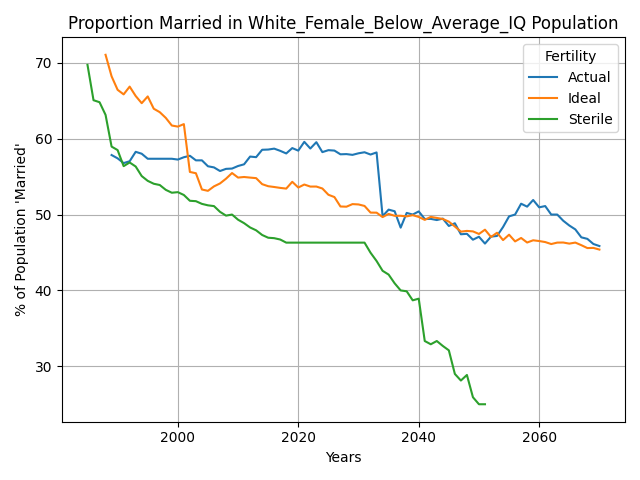 Proportion Married in White_Female_Below_Average_IQ Population
% of Population 'Married'
70
60
50
40
30
Fertility
Actual
Ideal
Sterile
2000
2020
2040
2060
Years